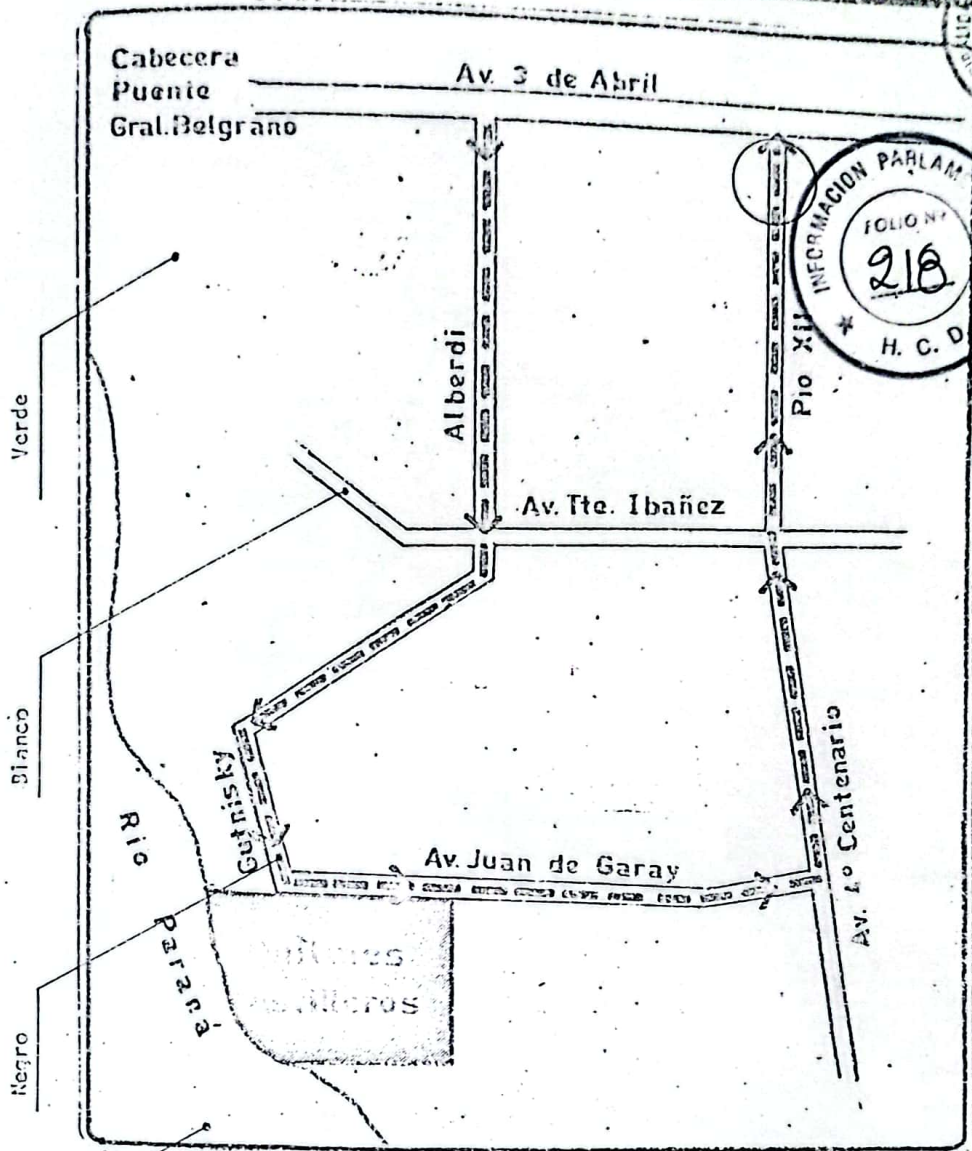 Cabecera
Puente
Gral.Belgrano
Av. 3 de Abril
INFORMACION PARLAM
FOLIO Nº
218
H. C. D
Verde
Alberdi
Pio XII
Av. Tte. Ibañez
Blanco
Gutnisky
Rio
Paraná
Av. Juan de Garay
Av. 4º Centenario
Negro